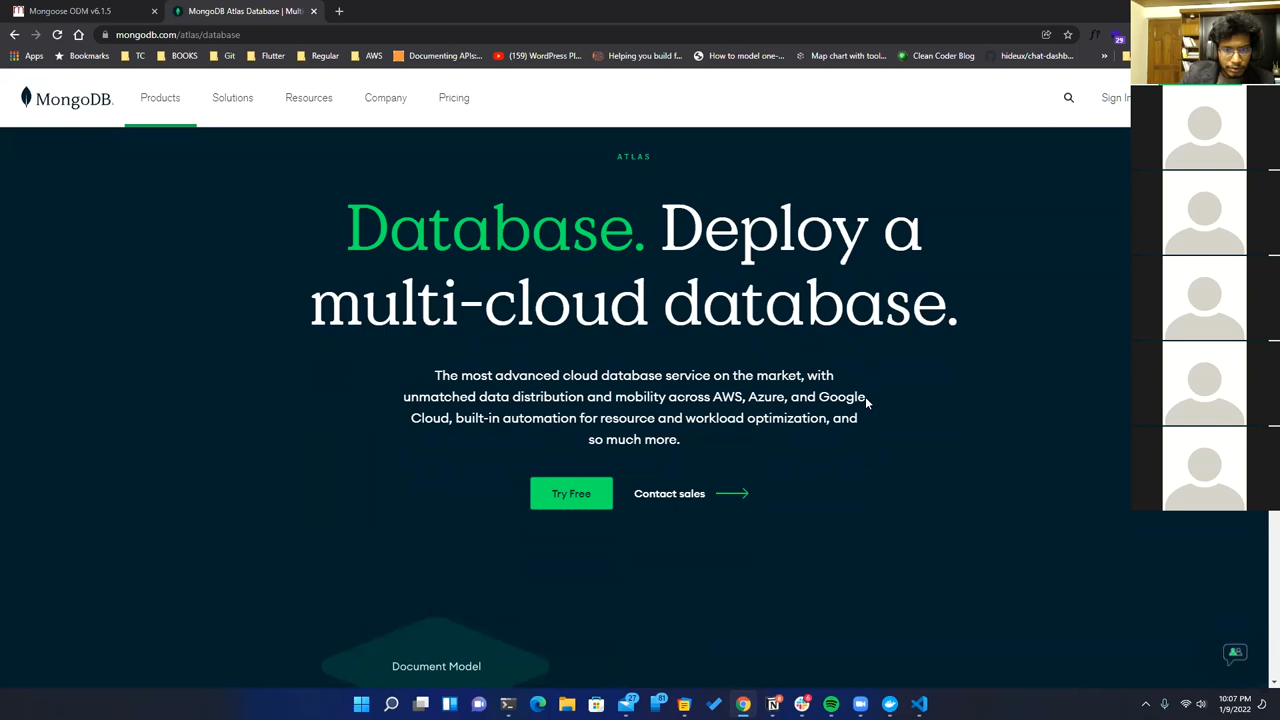 Mongoose ODM v6.1.5
MongoDB Atlas Database | Multi
mongodb.com/atlas/database
Apps
Bookmarks
TC
BOOKS
Git
Flutter
Regular
AWS
Documenting APIs...
(159) WordPress Pl...
Helping you build f...
How to model one-...
Map chart with tool...
Clean Coder Blog
hideux/chat-dashb...
29
MongoDB.
Products
Solutions
Resources
Company
Pricing
Sign In
ATLAS
Database. Deploy a
multi-cloud database.
The most advanced cloud database service on the market, with
unmatched data distribution and mobility across AWS, Azure, and Google
Cloud, built-in automation for resource and workload optimization, and
so much more.
Try Free
Contact sales
Document Model
27
81
10:07 PM
1/9/2022